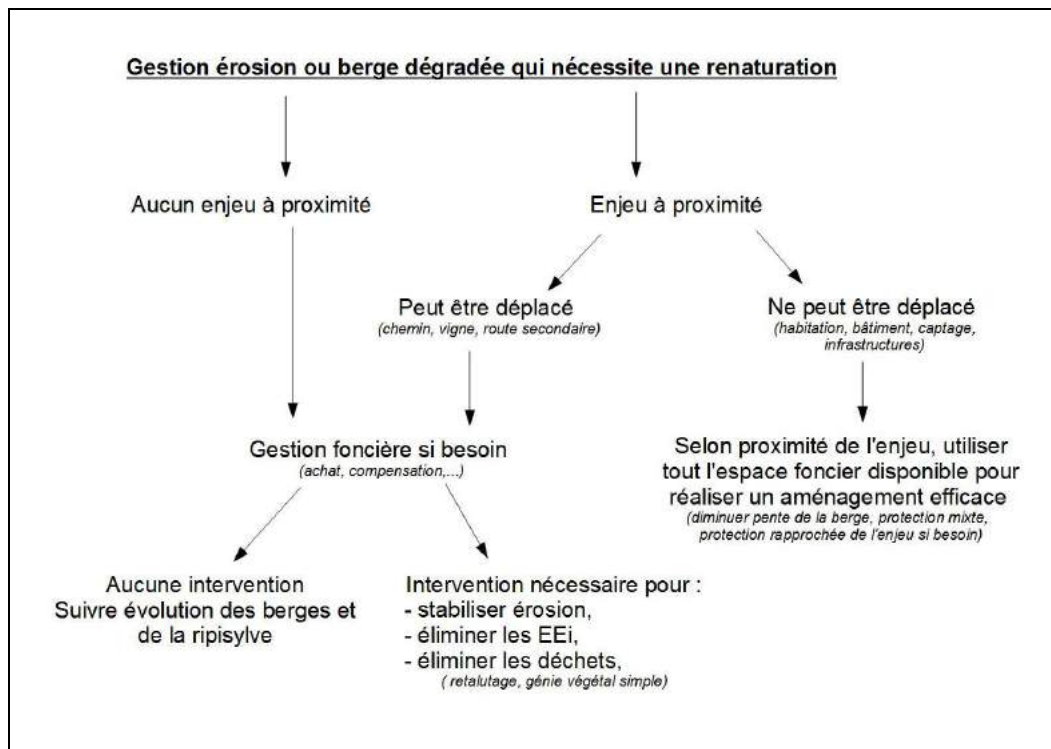 Gestion érosion ou berge dégradée qui nécessite une renaturation
Aucun enjeu à proximité
Enjeu à proximité
Peut être déplacé
(chemin, vigne, route secondaire)
Ne peut être déplacé
(habitation, bâtiment, captage,
infrastructures)
Gestion foncière si besoin
(achat, compensation,...)
Selon proximité de l'enjeu, utiliser
tout l'espace foncier disponible pour
réaliser un aménagement efficace
(diminuer pente de la berge, protection mixte,
protection rapprochée de l'enjeu si besoin)
Aucune intervention
Suivre évolution des berges et
de la ripisylve
Intervention nécessaire pour :
- stabiliser érosion,
- éliminer les EEi,
- éliminer les déchets,
( retalutage, génie végétal simple)